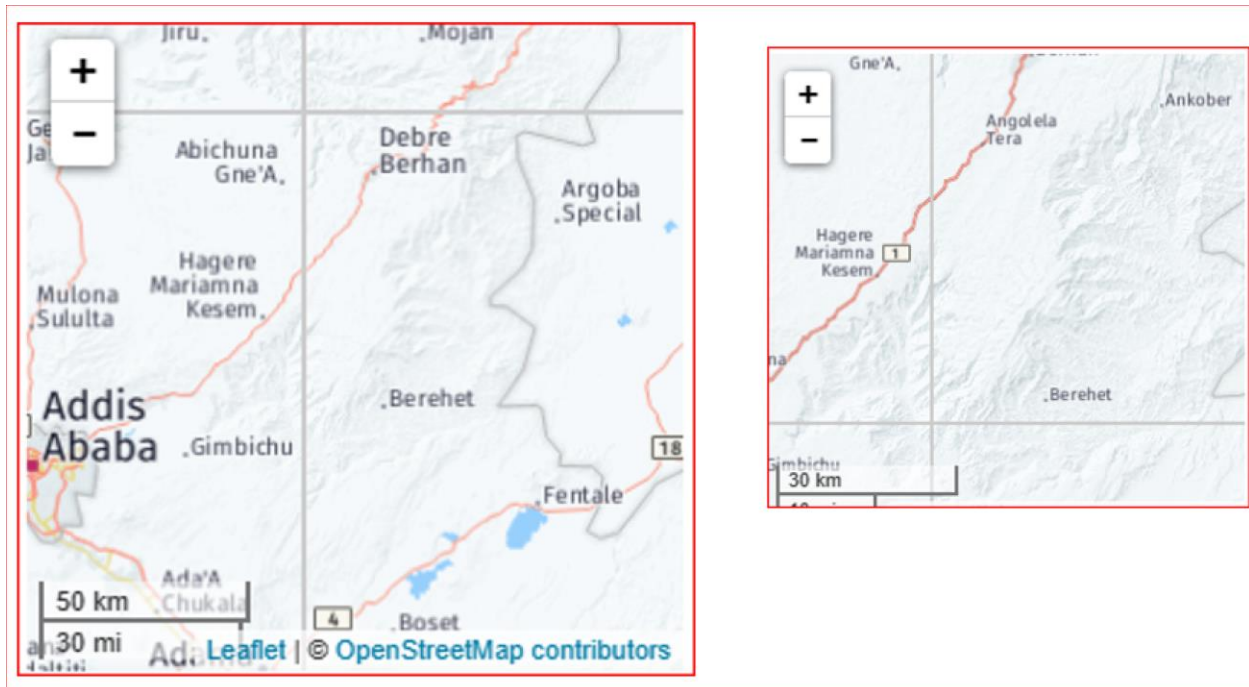 Jiru
Mojan
+
−
Debre
Berhan
Abichuna
Gne'A
Argoba
Special
Hagere
Mariamna
Kesem
Mulona
Sululta
Addis
Ababa
Berehet
Gimbichu
18
Fentale
Ada'A
Chukala
50 km
4
Boset
30 mi
Leaflet | © OpenStreetMap contributors
Gne'A
+
−
Ankober
Angolela
Tera
Hagere
Mariamna
Kesem
1
Berehet
Gimbichu
30 km